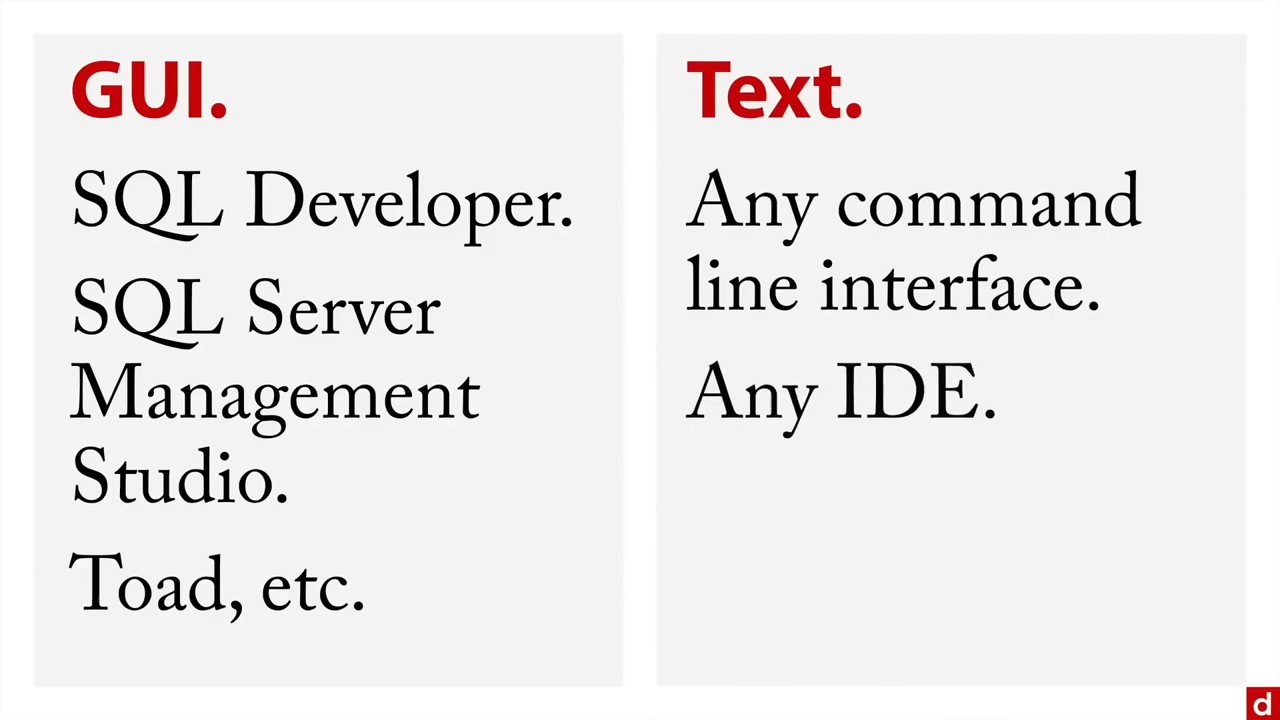 GUI.
SQL Developer.
SQL Server
Management
Studio.
Toad, etc.
Text.
Any command
line interface.
Any IDE.
d